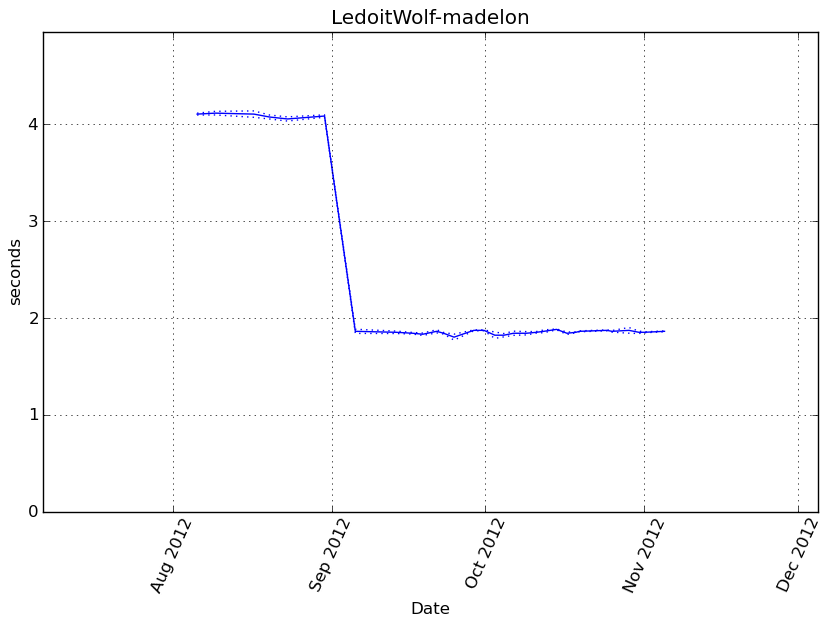 LedoitWolf-madelon
4
3
2
1
0
seconds
Aug 2012
Sep 2012
Oct 2012
Nov 2012
Dec 2012
Date